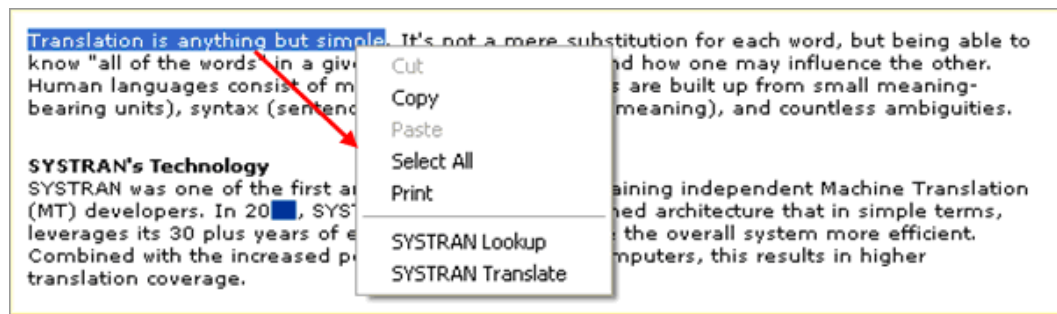 Translation is anything but simple. It's not a mere substitution for each word, but being able to
know "all of the words" in a give nd how one may influence the other.
Human languages consist of m s are built up from small meaning-
bearing units), syntax (sentenc meaning), and countless ambiguities.
Cut
Copy
Paste
Select All
Print
SYSTRAN Lookup
SYSTRAN Translate
SYSTRAN's Technology
SYSTRAN was one of the first a aining independent Machine Translation
(MT) developers. In 20 , SYST ned architecture that in simple terms,
leverages its 30 plus years of e the overall system more efficient.
Combined with the increased p mputers, this results in higher
translation coverage.